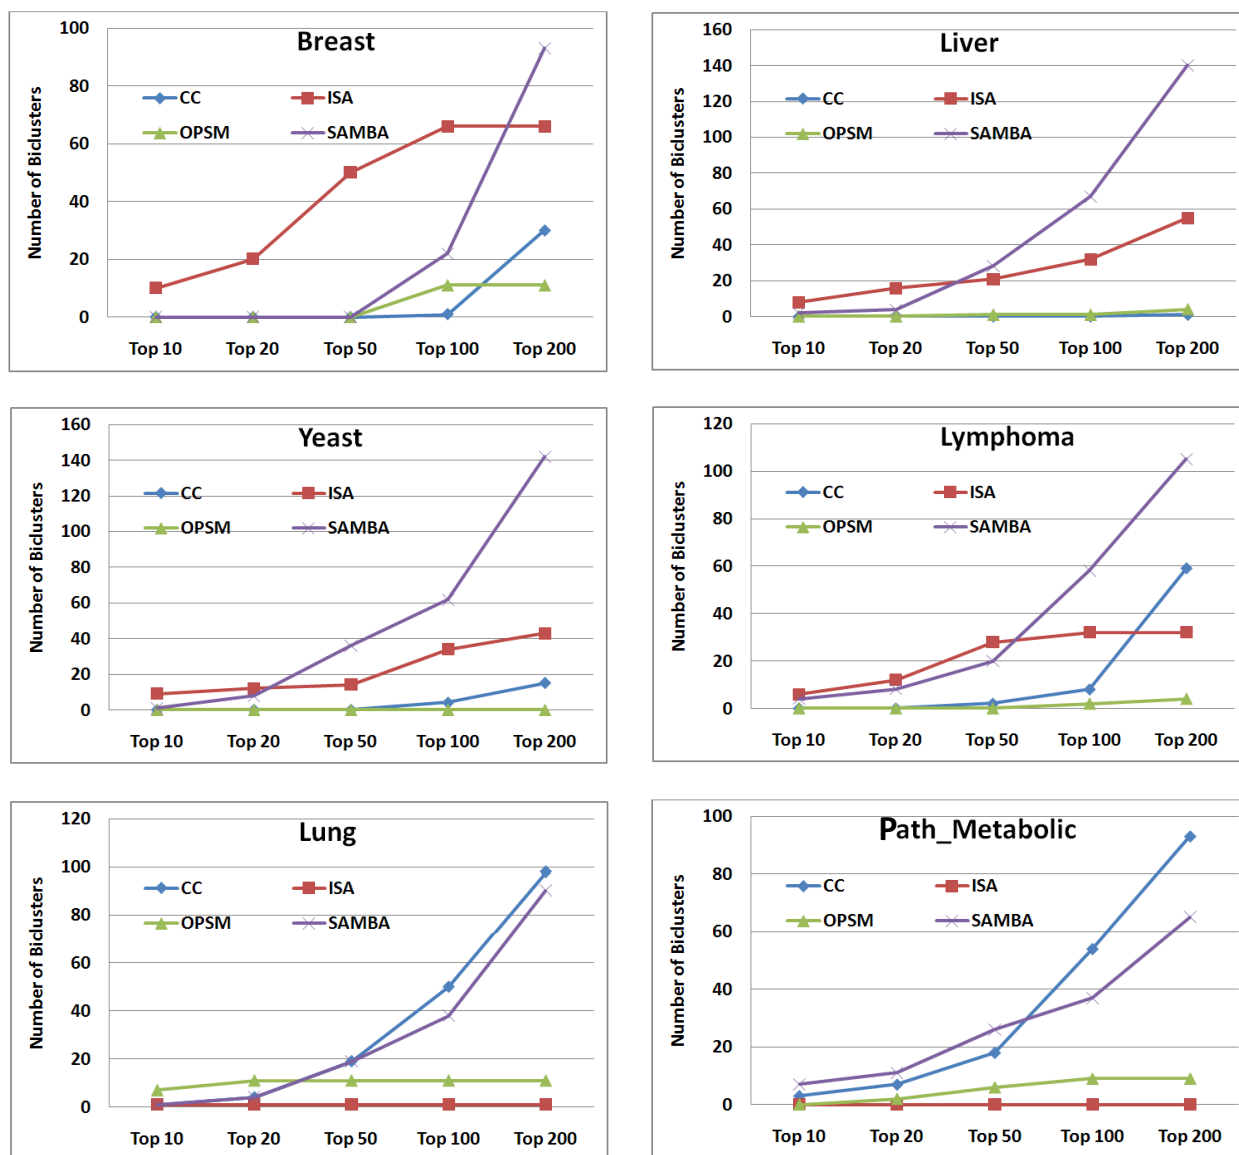 Breast
Number of Biclusters
100
80
60
40
20
0
CC
ISA
OPSM
SAMBA
Top 10 Top 20 Top 50 Top 100 Top 200
Liver
Number of Biclusters
160
140
120
100
80
60
40
20
0
CC
ISA
OPSM
SAMBA
Top 10 Top 20 Top 50 Top 100 Top 200
Yeast
Number of Biclusters
160
140
120
100
80
60
40
20
0
CC
ISA
OPSM
SAMBA
Top 10 Top 20 Top 50 Top 100 Top 200
Lymphoma
Number of Biclusters
120
100
80
60
40
20
0
CC
ISA
OPSM
SAMBA
Top 10 Top 20 Top 50 Top 100 Top 200
Lung
Number of Biclusters
120
100
80
60
40
20
0
CC
ISA
OPSM
SAMBA
Top 10 Top 20 Top 50 Top 100 Top 200
Path_Metabolic
Number of Biclusters
100
80
60
40
20
0
CC
ISA
OPSM
SAMBA
Top 10 Top 20 Top 50 Top 100 Top 200